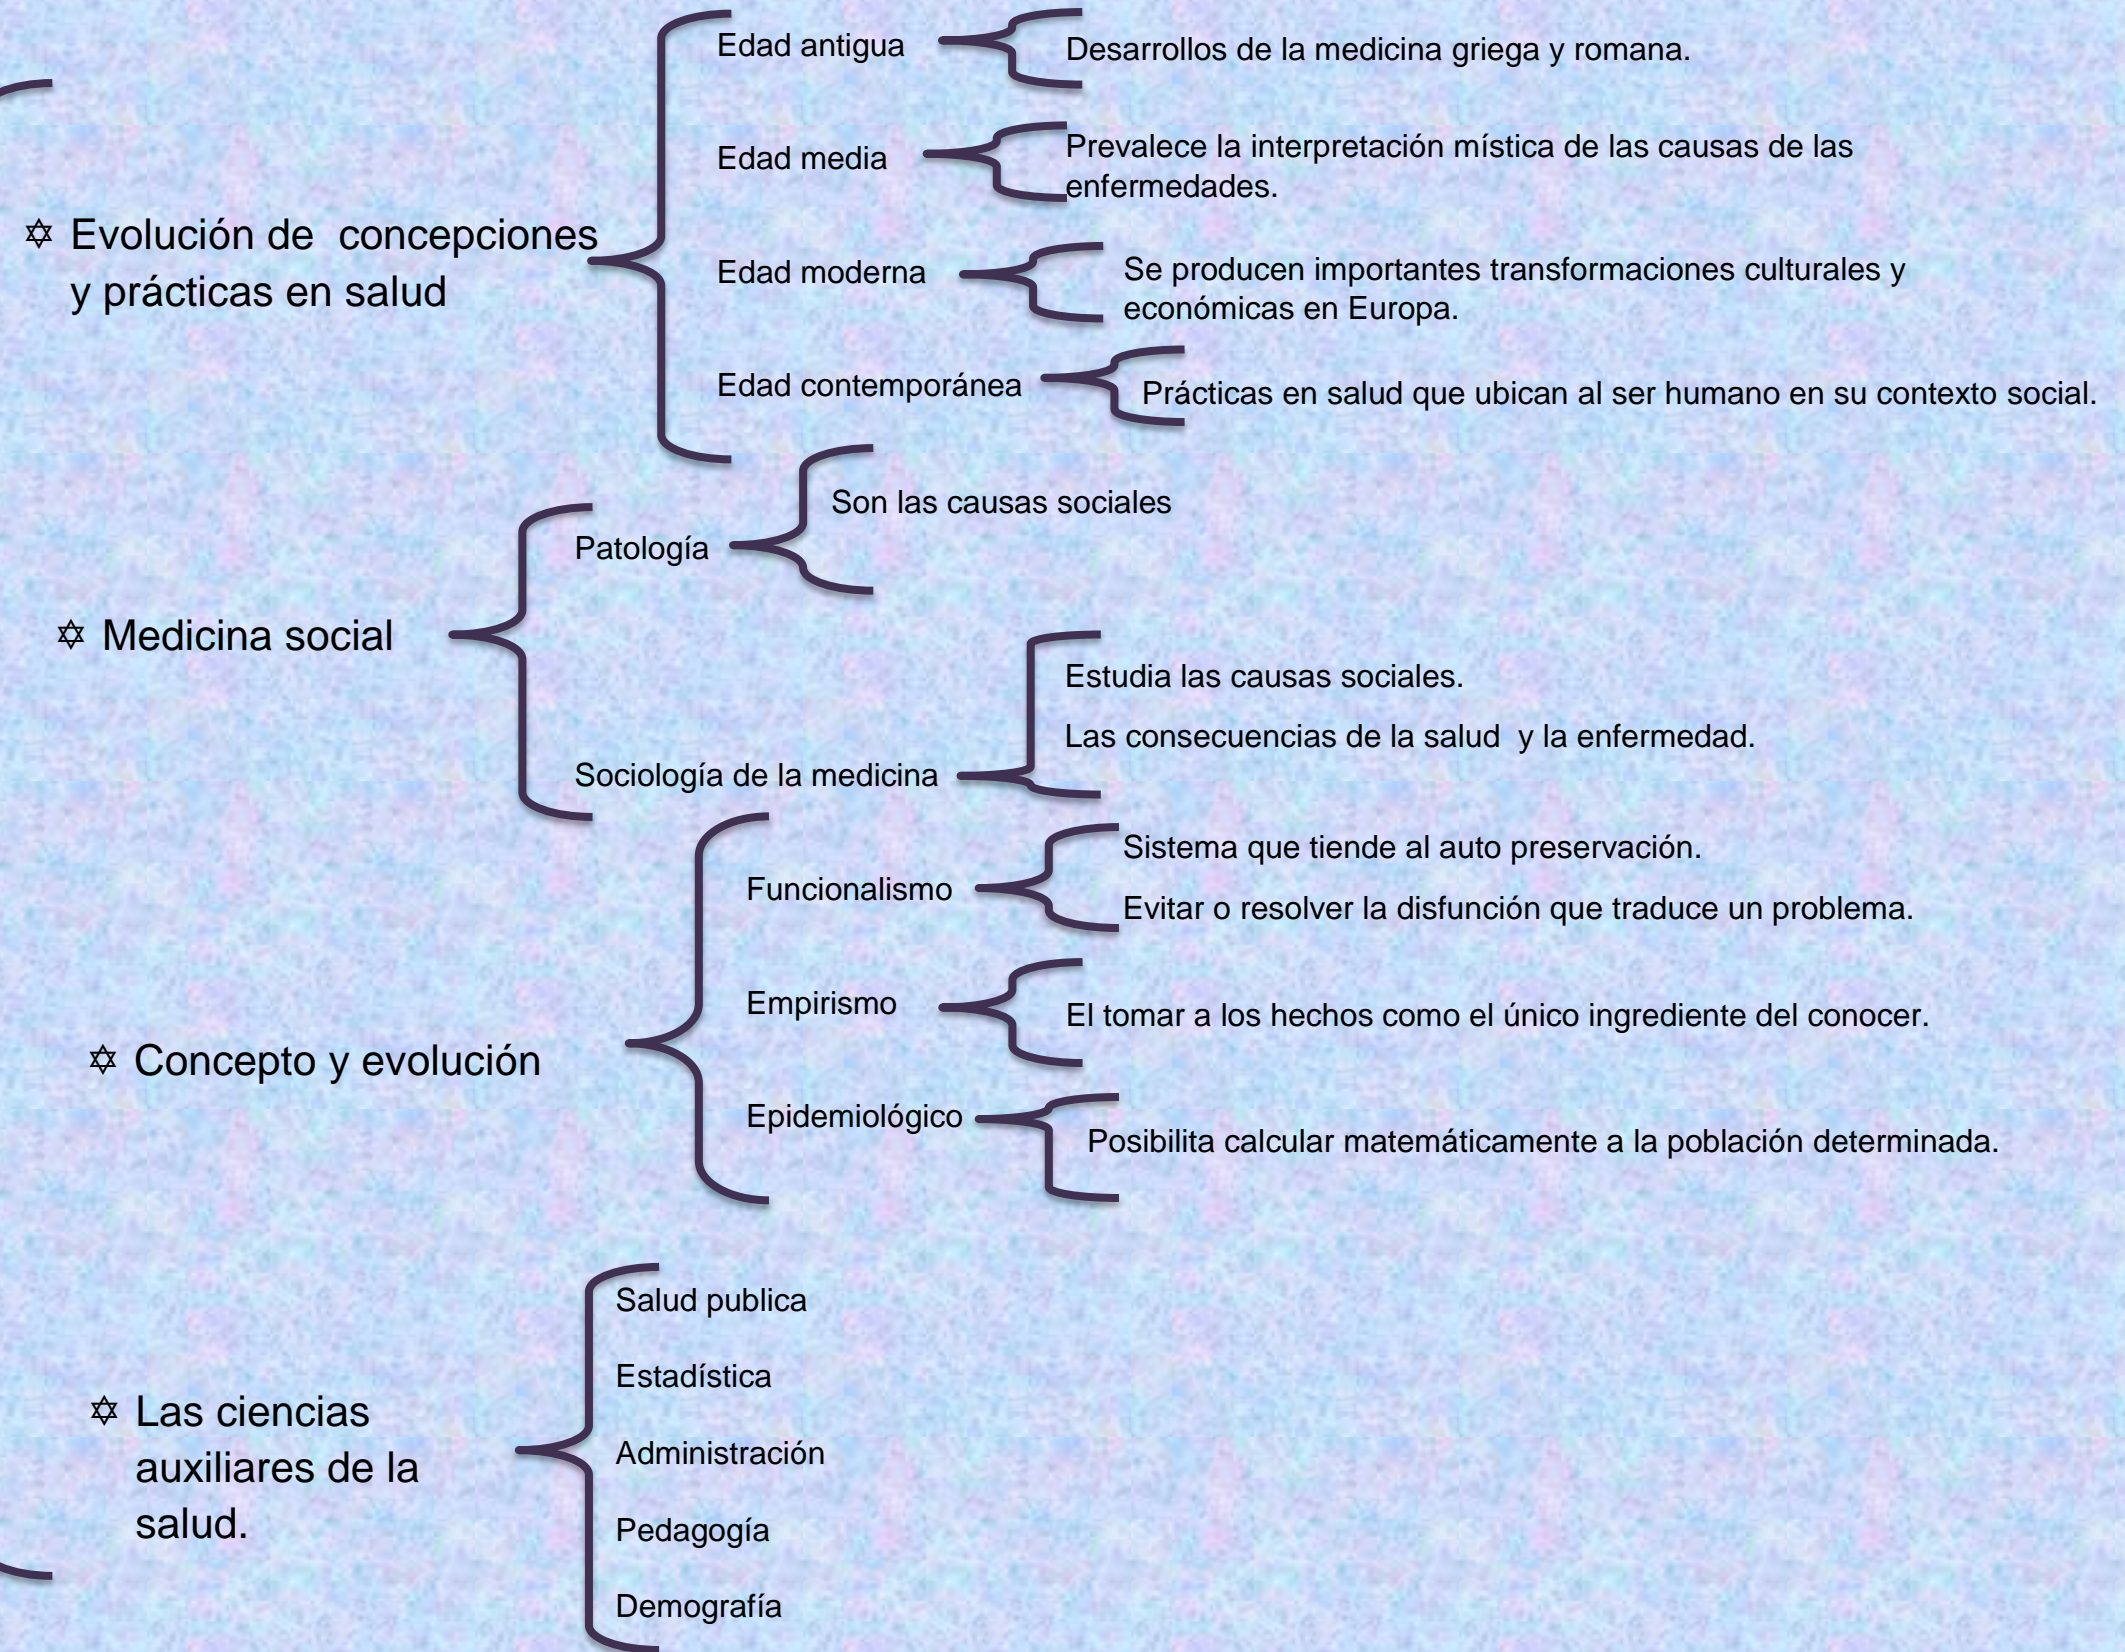 ✡ Evolución de  concepciones
y prácticas en salud
Edad antigua
Desarrollos de la medicina griega y romana.
Edad media
Prevalece la interpretación mística de las causas de las
enfermedades.
Edad moderna
Se producen importantes transformaciones culturales y
económicas en Europa.
Edad contemporánea
Prácticas en salud que ubican al ser humano en su contexto social.
✡ Medicina social
Patología
Son las causas sociales
Sociología de la medicina
Estudia las causas sociales.
Las consecuencias de la salud  y la enfermedad.
✡ Concepto y evolución
Funcionalismo
Sistema que tiende al auto preservación.
Evitar o resolver la disfunción que traduce un problema.
Empirismo
El tomar a los hechos como el único ingrediente del conocer.
Epidemiológico
Posibilita calcular matemáticamente a la población determinada.
✡ Las ciencias
auxiliares de la
salud.
Salud publica
Estadística
Administración
Pedagogía
Demografía